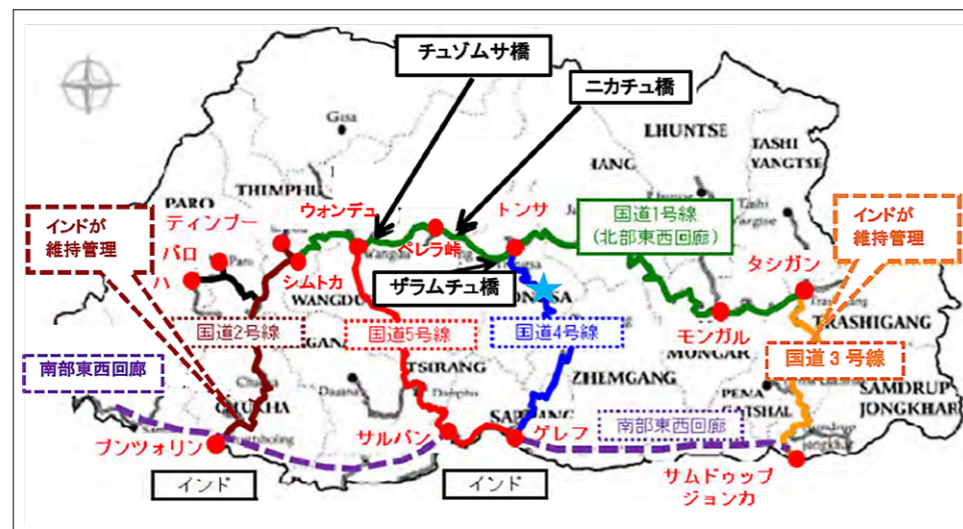 チュゾムサ橋
ニカチュ橋
Gasa
LHUNTSE
TASHI
YANGTSE
PARO
THIMPHU
ウォンデュ
トンサ
国道1号線
(北部東西回廊)
インドが
維持管理
インドが
維持管理
ティンプー
パロ
ハ
Paro
シムトカ
ペレラ峠
タシガン
ザラムチュ橋
WANGDU
TRASHIGANG
モンガル
MONGAR
国道2号線
国道5号線
国道4号線
国道3号線
南部東西回廊
TSIRANG
ZHEMGANG
PEMA
GATSHAL
SAMDRUP
JONGKHAR
CHUKHA
プンツォリン
サルパン
ゲレフ
南部東西回廊
サムドゥップ
ジョンカ
インド
インド